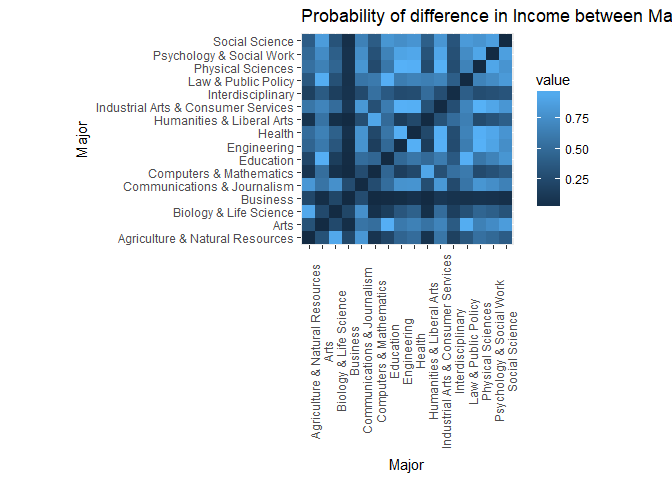 Probability of difference in Income between Ma
Social Science
Psychology & Social Work
Physical Sciences
Law & Public Policy
Interdisciplinary
Industrial Arts & Consumer Services
Humanities & Liberal Arts
Health
Engineering
Education
Computers & Mathematics
Communications & Journalism
Business
Biology & Life Science
Arts
Agriculture & Natural Resources
Major
value
0.75
0.50
0.25
Agriculture & Natural Resources
Arts
Biology & Life Science
Business
Communications & Journalism
Computers & Mathematics
Education
Engineering
Health
Humanities & Liberal Arts
Industrial Arts & Consumer Services
Interdisciplinary
Law & Public Policy
Physical Sciences
Psychology & Social Work
Social Science
Major